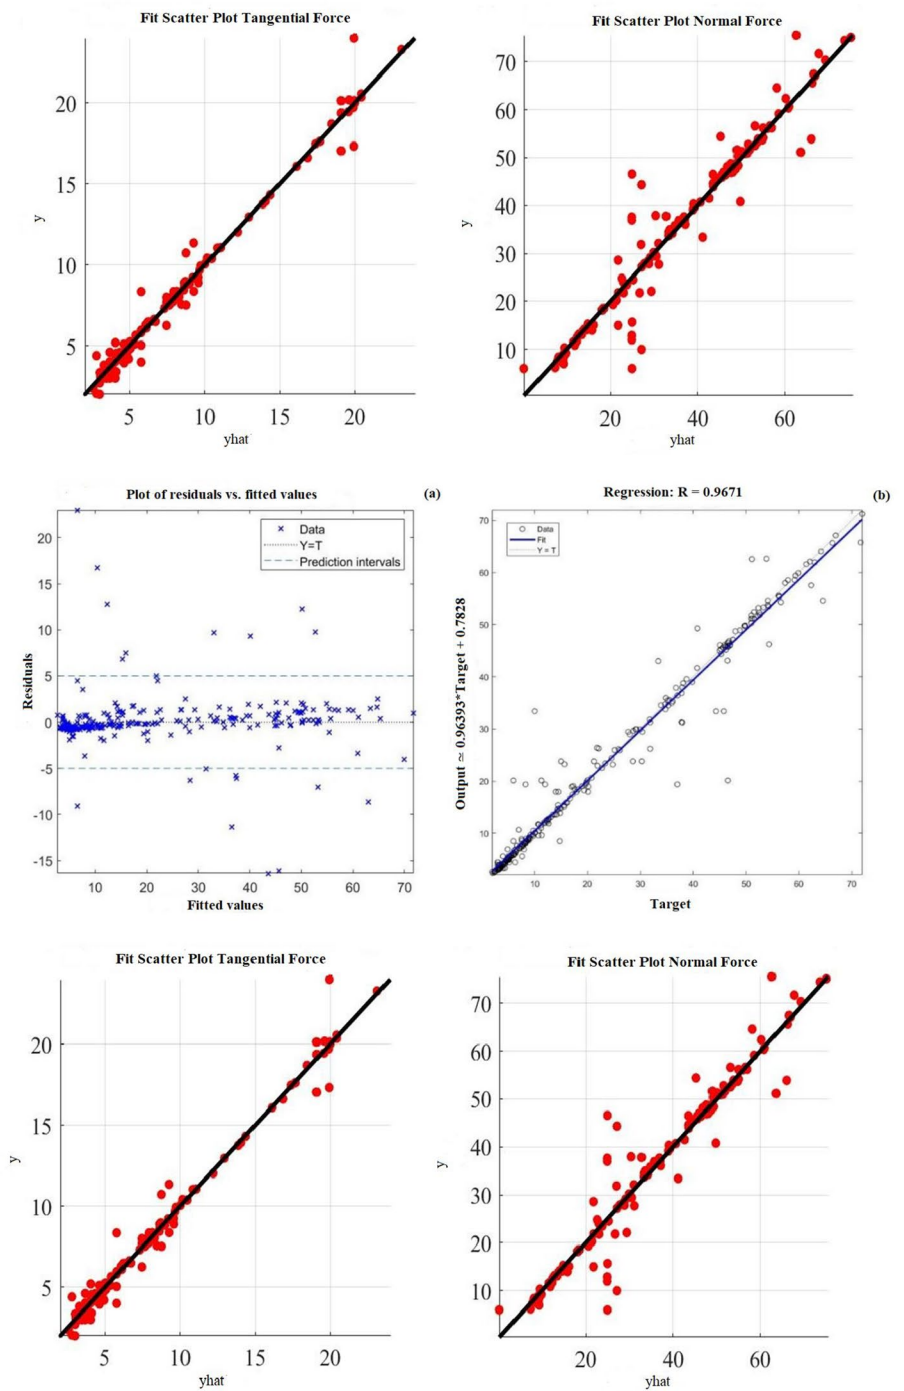 Fit Scatter Plot Tangential Force
20
15
10
5
y
5
10
15
20
yhat
Fit Scatter Plot Normal Force
70
60
50
40
30
20
10
y
20
40
60
yhat
Plot of residuals vs. fitted values
(a)
Data
Y=T
Prediction intervals
20
15
10
5
0
-5
-10
-15
Residuals
10
20
30
40
50
60
70
Fitted values
Regression: R = 0.9671
(b)
Data
Fit
Y = T
70
60
50
40
30
20
10
Output ≃ 0.96393*Target + 0.7828
10
20
30
40
50
60
70
Target
Fit Scatter Plot Tangential Force
20
15
10
5
y
5
10
15
20
yhat
Fit Scatter Plot Normal Force
70
60
50
40
30
20
10
y
20
40
60
yhat